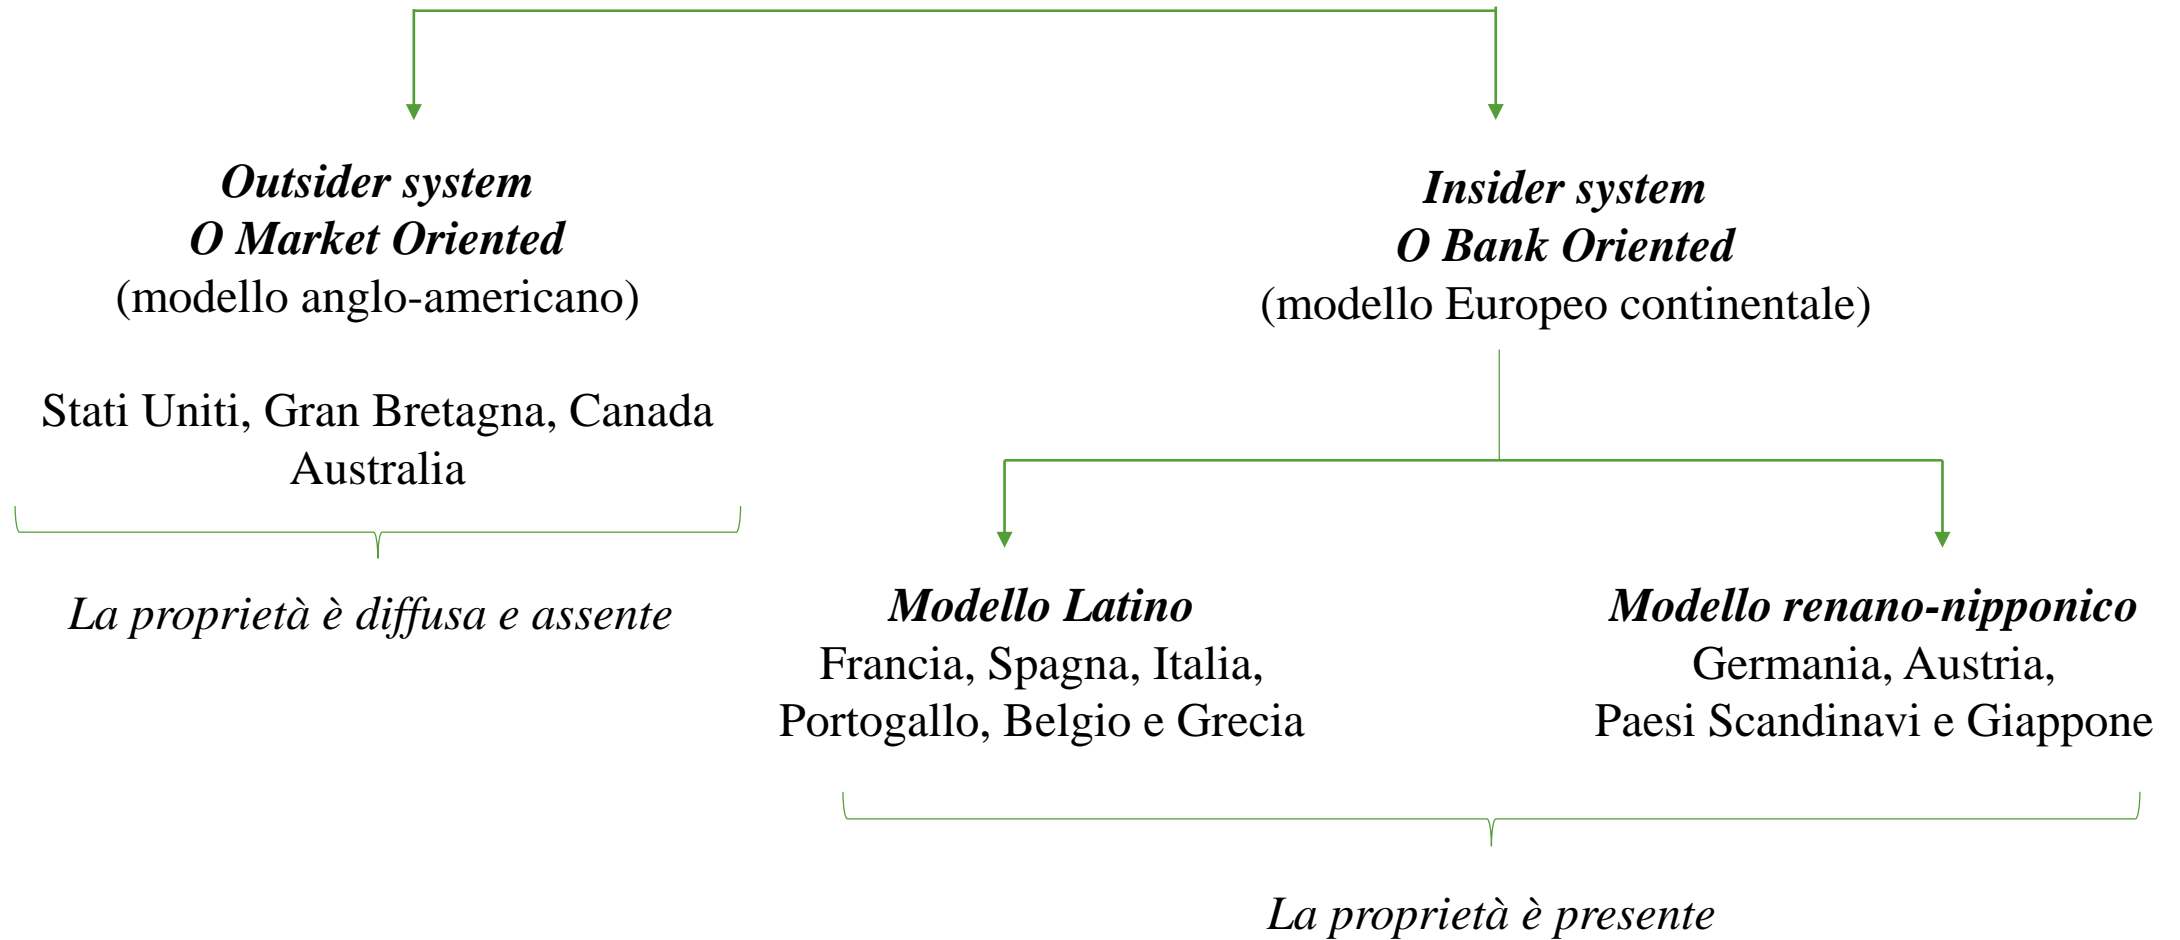 Outsider system
O Market Oriented
(modello anglo-americano)
Stati Uniti, Gran Bretagna, Canada
Australia
La proprietà è diffusa e assente
Insider system
O Bank Oriented
(modello Europeo continentale)
Modello Latino
Francia, Spagna, Italia,
Portogallo, Belgio e Grecia
Modello renano-nipponico
Germania, Austria,
Paesi Scandinavi e Giappone
La proprietà è presente